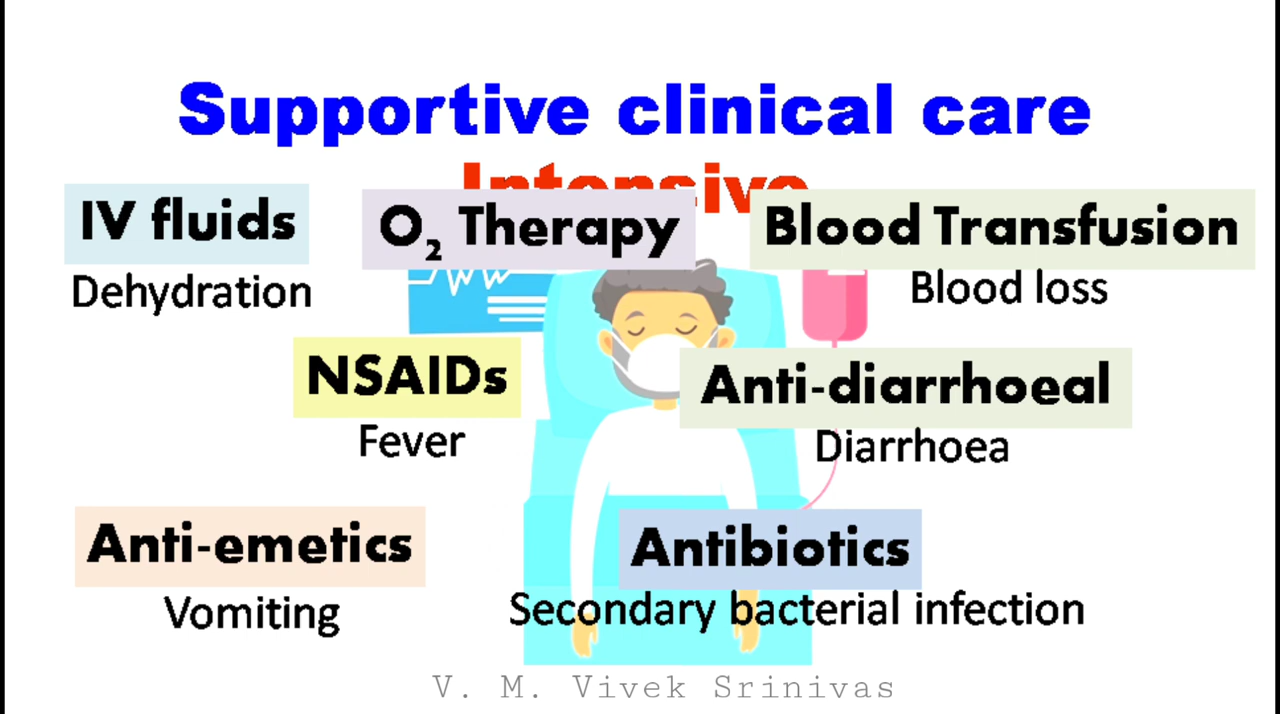 Supportive clinical care
Intensive
IV fluids
Dehydration
O₂ Therapy
Blood Transfusion
Blood loss
NSAIDs
Fever
Anti-diarrhoeal
Diarrhoea
Anti-emetics
Vomiting
Antibiotics
Secondary bacterial infection
V. M. Vivek Srinivas